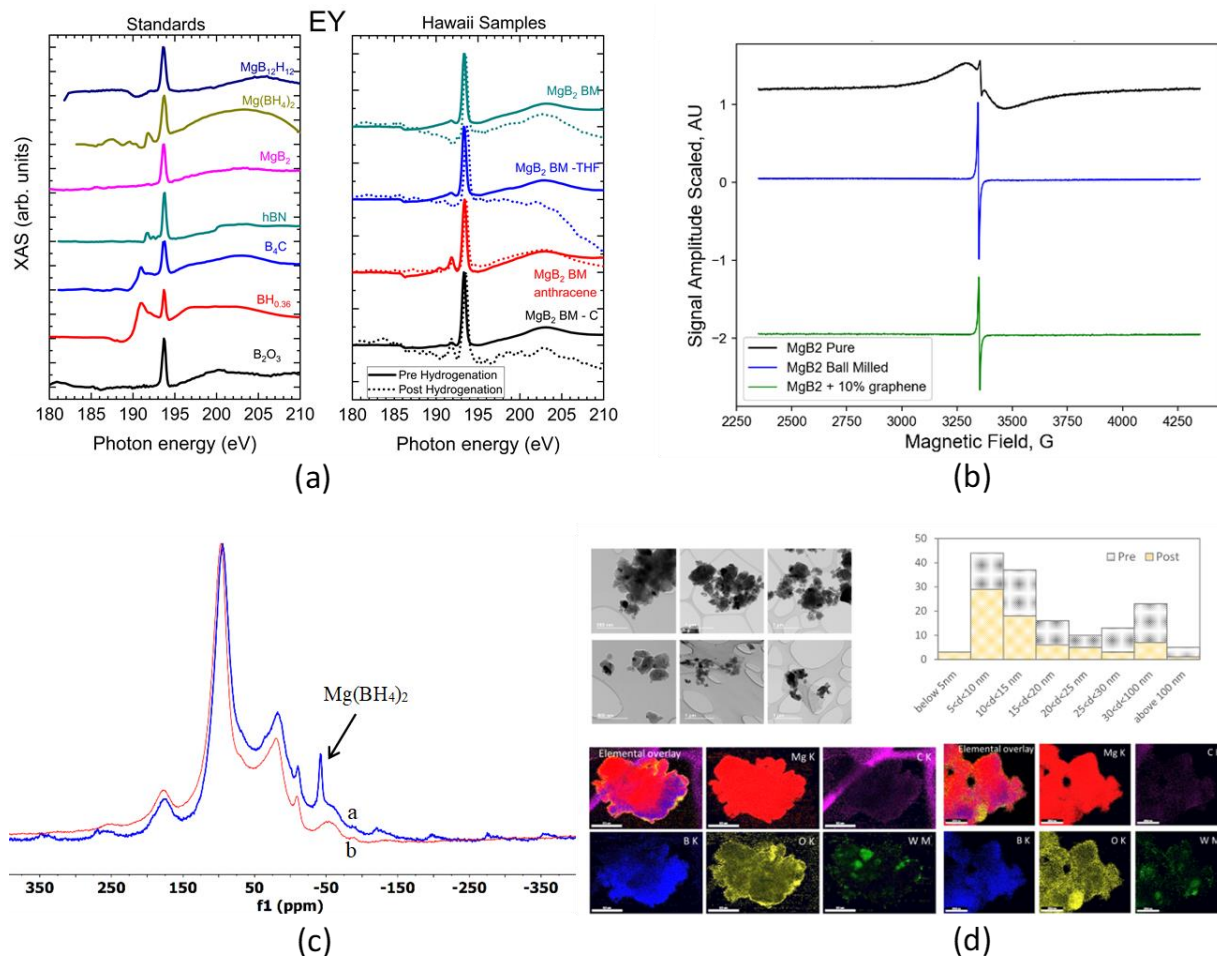 Standards
EY
Hawaii Samples
XAS (arb. units)
MgB12H12
Mg(BH4)2
MgB2
hBN
B4C
BH0.36
B2O3
180 185 190 195 200 205 210
Photon energy (eV)
MgB2 BM
MgB2 BM -THF
MgB2 BM
anthracene
MgB2 BM - C
Pre Hydrogenation
Post Hydrogenation
180 185 190 195 200 205 210
Photon energy (eV)
(a)
Signal Amplitude Scaled, AU
1
0
−1
−2
MgB2 Pure
MgB2 Ball Milled
MgB2 + 10% graphene
2250 2500 2750 3000 3250 3500 3750 4000 4250
Magnetic Field, G
(b)
Mg(BH4)2
a
b
350 250 150 50 -50 -150 -250 -350
f1 (ppm)
(c)
50
40
30
20
10
0
Pre Post
below 5nm
5<d<10 nm
10<d<15 nm
15<d<20 nm
20<d<25 nm
25<d<30 nm
30<d<100 nm
above 100 nm
Elemental overlay Mg K C K Elemental overlay Mg K C K
B K O K W M B K O K W M
(d)